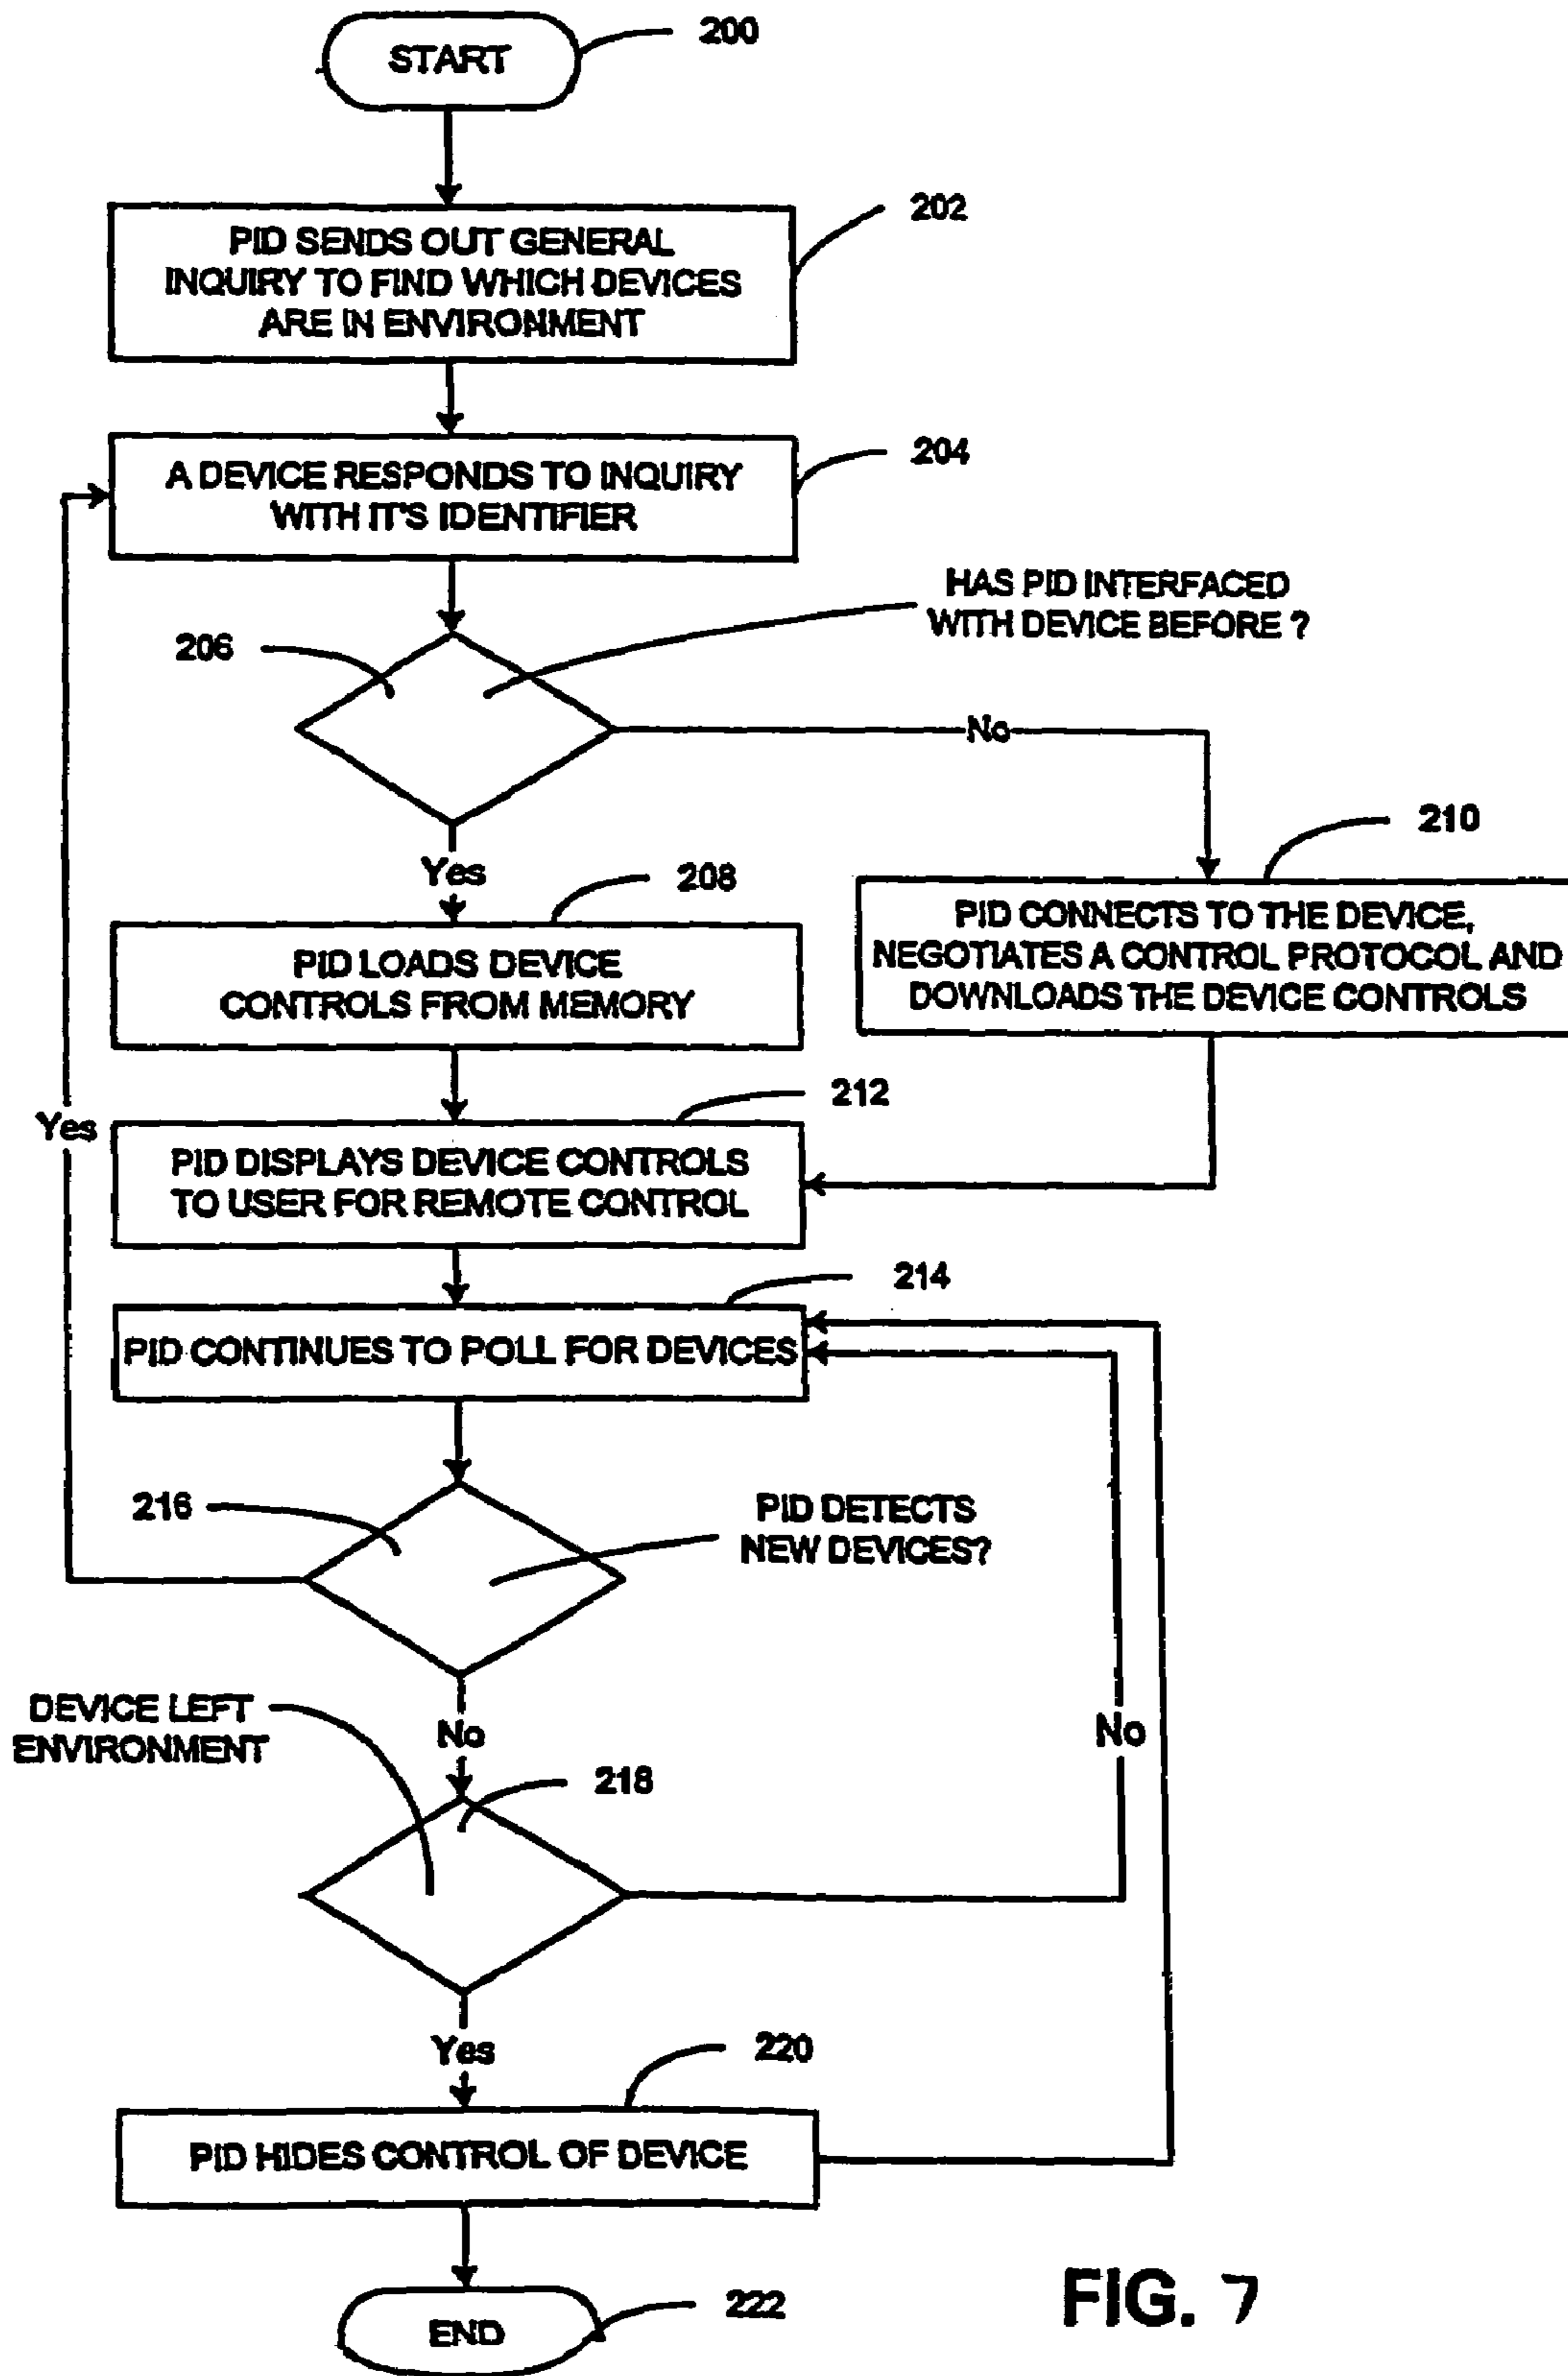 START
200
PID SENDS OUT GENERAL
INQUIRY TO FIND WHICH DEVICES
ARE IN ENVIRONMENT
202
A DEVICE RESPONDS TO INQUIRY
WITH IT'S IDENTIFIER
204
HAS PID INTERFACED
WITH DEVICE BEFORE ?
206
No
Yes
208
210
PID LOADS DEVICE
CONTROLS FROM MEMORY
PID CONNECTS TO THE DEVICE,
NEGOTIATES A CONTROL PROTOCOL AND
DOWNLOADS THE DEVICE CONTROLS
212
Yes
PID DISPLAYS DEVICE CONTROLS
TO USER FOR REMOTE CONTROL
214
PID CONTINUES TO POLL FOR DEVICES
216
PID DETECTS
NEW DEVICES?
DEVICE LEFT
ENVIRONMENT
No
No
218
Yes
220
PID HIDES CONTROL OF DEVICE
END
222
FIG. 7